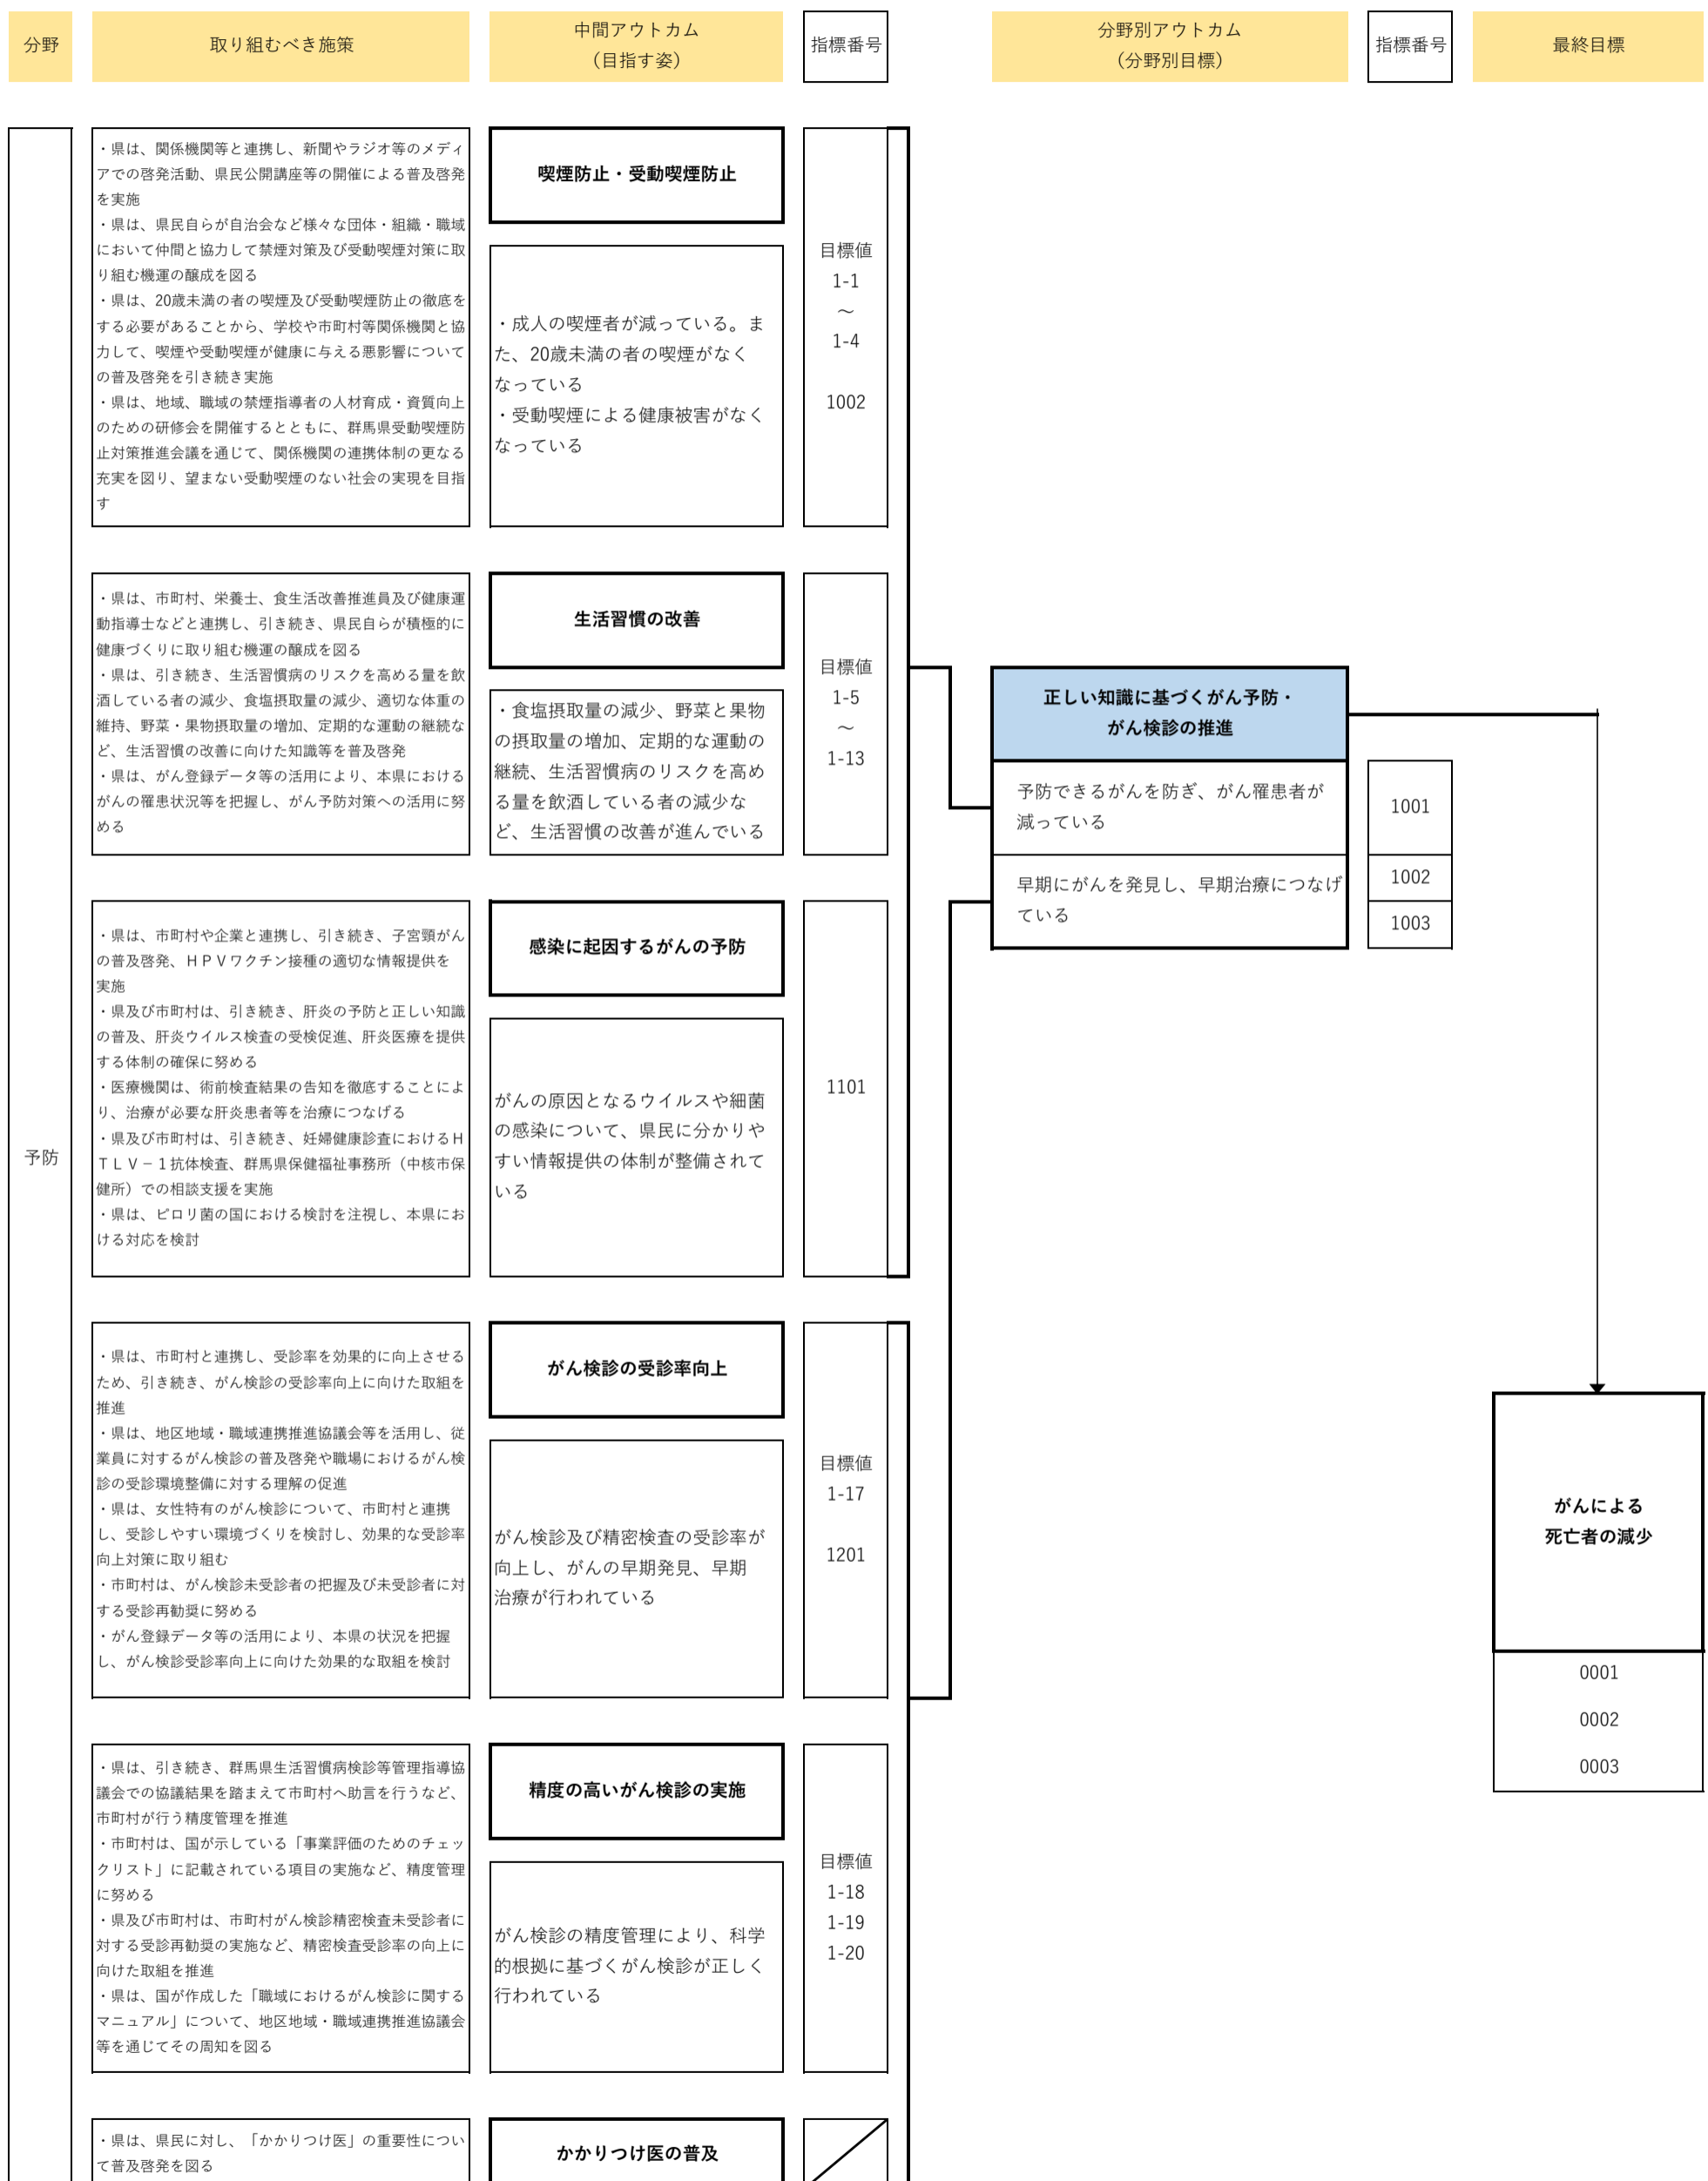 分野
取り組むべき施策
中間アウトカム
（目指す姿）
指標番号
分野別アウトカム
（分野別目標）
指標番号
最終目標
予防
・県は、関係機関等と連携し、新聞やラジオ等のメディ
アでの啓発活動、県民公開講座等の開催による普及啓発
を実施
・県は、県民自らが自治会など様々な団体・組織・職域
において仲間と協力して禁煙対策及び受動喫煙対策に取
り組む機運の醸成を図る
・県は、20歳未満の者の喫煙及び受動喫煙防止の徹底を
する必要があることから、学校や市町村等関係機関と協
力して、喫煙や受動喫煙が健康に与える悪影響について
の普及啓発を引き続き実施
・県は、地域、職域の禁煙指導者の人材育成・資質向上
のための研修会を開催するとともに、群馬県受動喫煙防
止対策推進会議を通じて、関係機関の連携体制の更なる
充実を図り、望まない受動喫煙のない社会の実現を目指
す
喫煙防止・受動喫煙防止
・成人の喫煙者が減っている。ま
た、20歳未満の者の喫煙がなく
なっている
・受動喫煙による健康被害がなく
なっている
目標値
1-1
～
1-4
1002
・県は、市町村、栄養士、食生活改善推進員及び健康運
動指導士などと連携し、引き続き、県民自らが積極的に
健康づくりに取り組む機運の醸成を図る
・県は、引き続き、生活習慣病のリスクを高める量を飲
酒している者の減少、食塩摂取量の減少、適切な体重の
維持、野菜・果物摂取量の増加、定期的な運動の継続な
ど、生活習慣の改善に向けた知識等を普及啓発
・県は、がん登録データ等の活用により、本県における
がんの罹患状況等を把握し、がん予防対策への活用に努
める
生活習慣の改善
・食塩摂取量の減少、野菜と果物
の摂取量の増加、定期的な運動の
継続、生活習慣病のリスクを高め
る量を飲酒している者の減少な
ど、生活習慣の改善が進んでいる
目標値
1-5
～
1-13
正しい知識に基づくがん予防・
がん検診の推進
予防できるがんを防ぎ、がん罹患者が
減っている
早期にがんを発見し、早期治療につなげ
ている
1001
1002
1003
・県は、市町村や企業と連携し、引き続き、子宮頸がん
の普及啓発、ＨＰＶワクチン接種の適切な情報提供を
実施
・県及び市町村は、引き続き、肝炎の予防と正しい知識
の普及、肝炎ウイルス検査の受検促進、肝炎医療を提供
する体制の確保に努める
・医療機関は、術前検査結果の告知を徹底することによ
り、治療が必要な肝炎患者等を治療につなげる
・県及び市町村は、引き続き、妊婦健康診査におけるＨ
ＴＬＶ－1抗体検査、群馬県保健福祉事務所（中核市保
健所）での相談支援を実施
・県は、ピロリ菌の国における検討を注視し、本県にお
ける対応を検討
感染に起因するがんの予防
がんの原因となるウイルスや細菌
の感染について、県民に分かりや
すい情報提供の体制が整備されて
いる
1101
・県は、市町村と連携し、受診率を効果的に向上させる
ため、引き続き、がん検診の受診率向上に向けた取組を
推進
・県は、地区地域・職域連携推進協議会等を活用し、従
業員に対するがん検診の普及啓発や職場におけるがん検
診の受診環境整備に対する理解の促進
・県は、女性特有のがん検診について、市町村と連携
し、受診しやすい環境づくりを検討し、効果的な受診率
向上対策に取り組む
・市町村は、がん検診未受診者の把握及び未受診者に対
する受診再勧奨に努める
・がん登録データ等の活用により、本県の状況を把握
し、がん検診受診率向上に向けた効果的な取組を検討
がん検診の受診率向上
がん検診及び精密検査の受診率が
向上し、がんの早期発見、早期
治療が行われている
目標値
1-17
1201
がんによる
死亡者の減少
0001
0002
0003
・県は、引き続き、群馬県生活習慣病検診等管理指導協
議会での協議結果を踏まえて市町村へ助言を行うなど、
市町村が行う精度管理を推進
・市町村は、国が示している「事業評価のためのチェッ
クリスト」に記載されている項目の実施など、精度管理
に努める
・県及び市町村は、市町村がん検診精密検査未受診者に
対する受診再勧奨の実施など、精密検査受診率の向上に
向けた取組を推進
・県は、国が作成した「職域におけるがん検診に関する
マニュアル」について、地区地域・職域連携推進協議会
等を通じてその周知を図る
精度の高いがん検診の実施
がん検診の精度管理により、科学
的根拠に基づくがん検診が正しく
行われている
目標値
1-18
1-19
1-20
・県は、県民に対し、「かかりつけ医」の重要性につい
て普及啓発を図る
かかりつけ医の普及